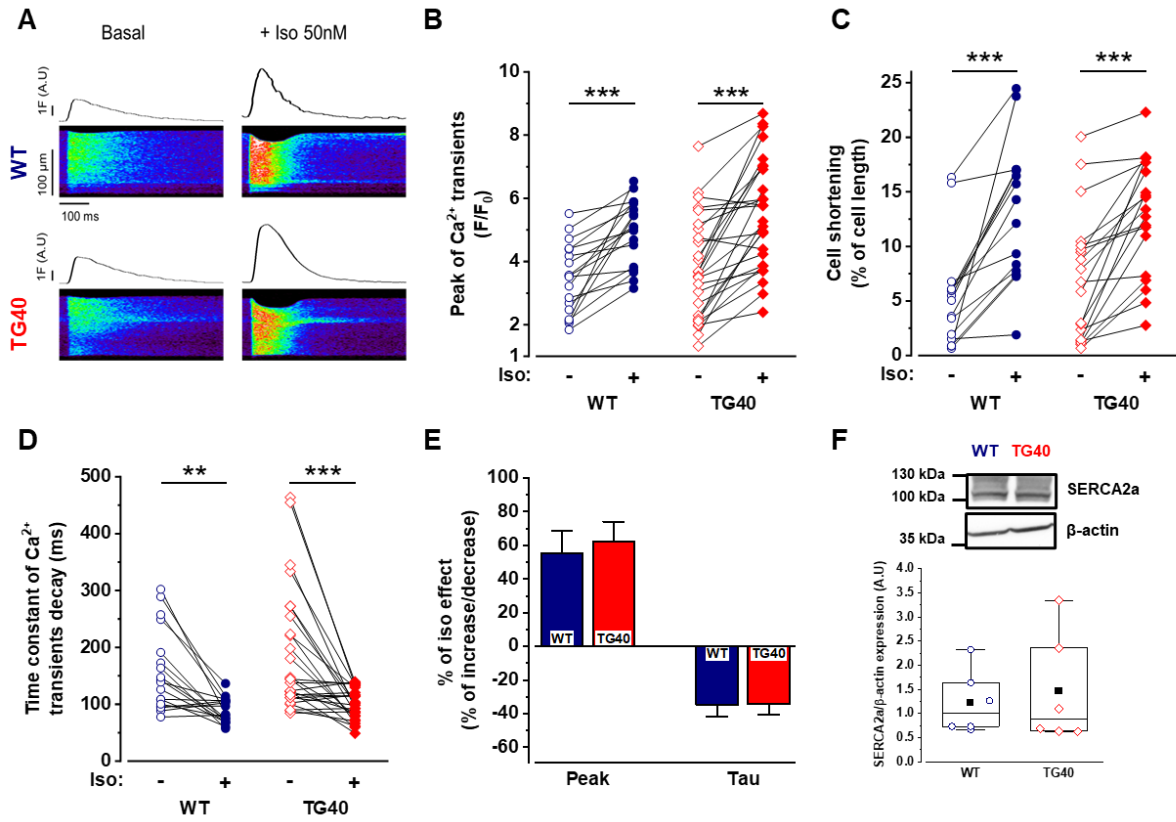 A
Basal
+ Iso 50nM
1F (A.U)
WT
100 µm
100 ms
1F (A.U)
TG40
B
Peak of Ca²⁺ transients
(F/F₀)
10
8
6
4
2
1
***
***
Iso:
- + - +
WT TG40
C
Cell shortening
(% of cell length)
25
20
15
10
5
0
***
***
Iso:
- + - +
WT TG40
D
Time constant of Ca²⁺
transients decay (ms)
500
400
300
200
100
0
**
***
Iso:
- + - +
WT TG40
E
% of iso effect
(% of increase/decrease)
100
80
60
40
20
0
-20
-40
-60
WT TG40
WT TG40
Peak Tau
F
WT TG40
130 kDa
100 kDa
SERCA2a
35 kDa
β-actin
SERCA2a/β-actin expression (A.U)
4.0
3.5
3.0
2.5
2.0
1.5
1.0
0.5
0.0
WT TG40